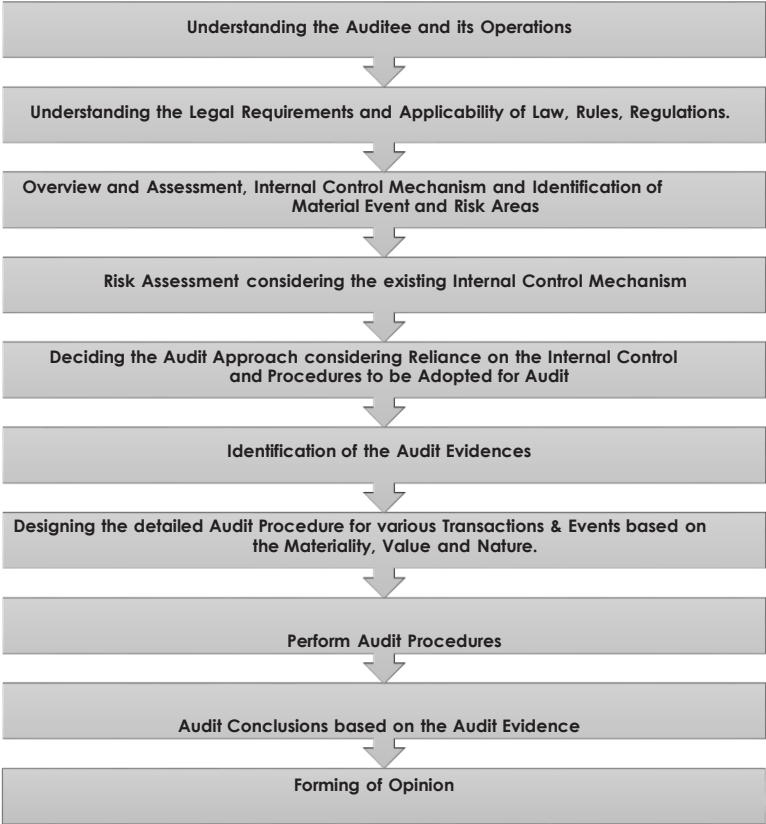 Understanding the Auditee and its Operations
Understanding the Legal Requirements and Applicability of Law, Rules, Regulations.
Overview and Assessment, Internal Control Mechanism and Identification of
Material Event and Risk Areas
Risk Assessment considering the existing Internal Control Mechanism
Deciding the Audit Approach considering Reliance on the Internal Control
and Procedures to be Adopted for Audit
Identification of the Audit Evidences
Designing the detailed Audit Procedure for various Transactions & Events based on
the Materiality, Value and Nature.
Perform Audit Procedures
Audit Conclusions based on the Audit Evidence
Forming of Opinion